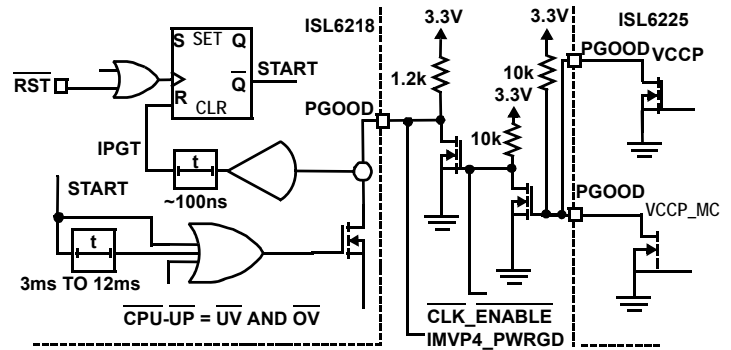 ISL6218
3.3V
3.3V
ISL6225
S SET Q
PGOOD VCCP
1.2k
10k
RST
Q
START
3.3V
R
CLR
PGOOD
10k
IPGT
t
START
~100ns
PGOOD
VCCP_MC
t
3ms TO 12ms
CPU-UP = UV AND OV
CLK_ENABLE
IMVP4_PWRGD